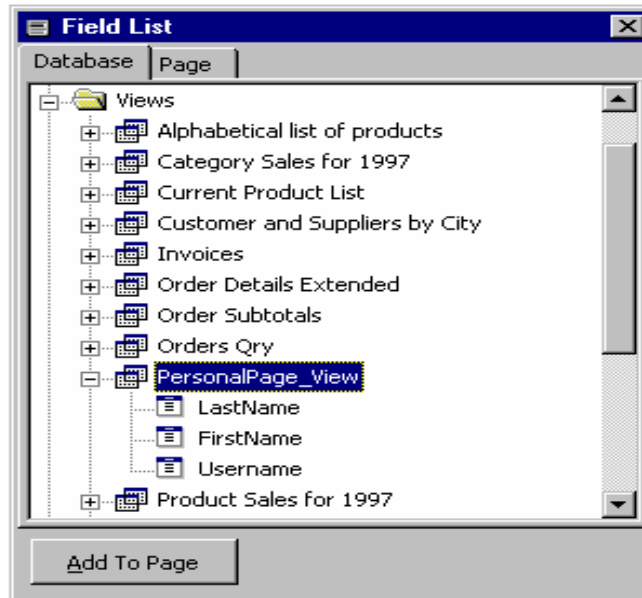 Field List
Database Page
Views
Alphabetical list of products
Category Sales for 1997
Current Product List
Customer and Suppliers by City
Invoices
Order Details Extended
Order Subtotals
Orders Qry
PersonalPage_View
LastName
FirstName
Username
Product Sales for 1997
Add To Page